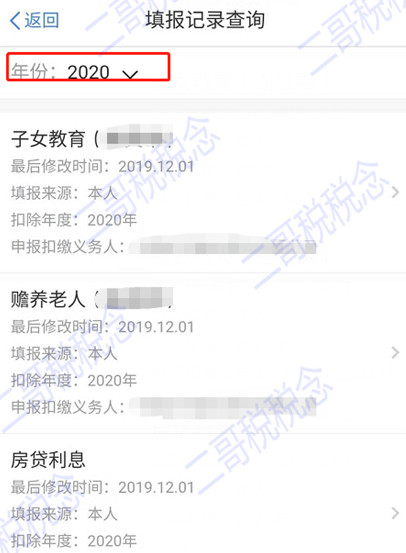 返回
填报记录查询
年份：2020
子女教育（
最后修改时间：2019.12.01
填报来源：本人
扣除年度：2020年
申报扣缴义务人：
赡养老人（
最后修改时间：2019.12.01
填报来源：本人
扣除年度：2020年
申报扣缴义务人：
房贷利息
最后修改时间：2019.12.01
填报来源：本人
扣除年度：2020年
二哥税税念